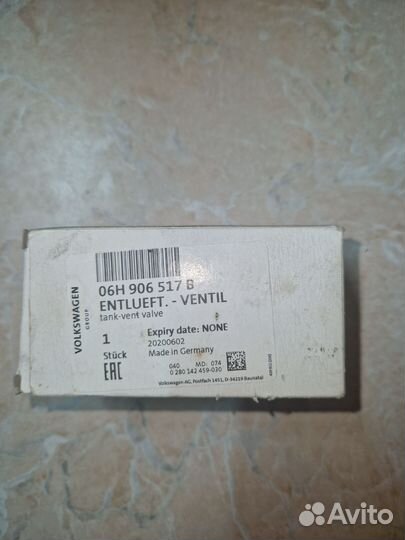 VOLKSWAGEN
GROUP
06H 906 517 B
ENTLUEFT. - VENTIL
tank-vent valve
1
Stück
Expiry date: NONE
20200602
Made in Germany
EAC
040 MD: 074
0 280 142 459-030
Volkswagen AG, Postfach 1451, D-34219 Baunatal
Avito